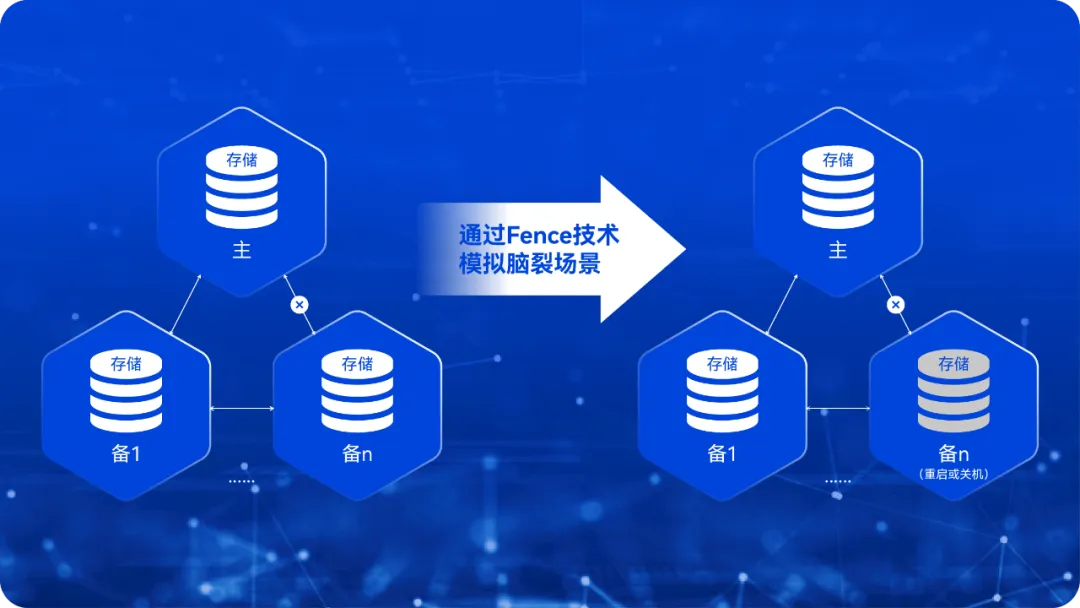 存储
主
存储
备1
存储
备n
......
通过Fence技术
模拟脑裂场景
存储
主
存储
备1
存储
备n
（重启或关机）
......